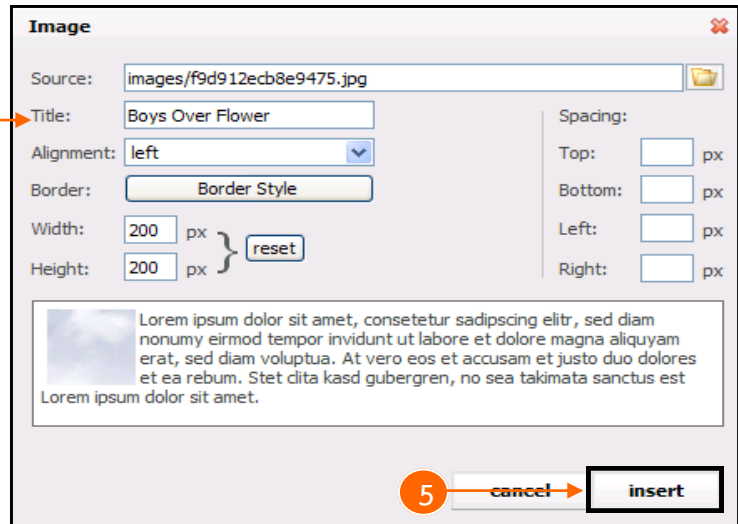 Image
Source: images/f9d912ecb8e9475.jpg
Title: Boys Over Flower
Spacing:
Alignment: left
Top: px
Border: Border Style
Bottom: px
Width: 200 px
reset
Left: px
Height: 200 px
Right: px
Lorem ipsum dolor sit amet, consetetur sadipscing elitr, sed diam
nonumy eirmod tempor invidunt ut labore et dolore magna aliquyam
erat, sed diam voluptua. At vero eos et accusam et justo duo dolores
et ea rebum. Stet clita kasd gubergren, no sea takimata sanctus est
Lorem ipsum dolor sit amet.
5 cancel insert